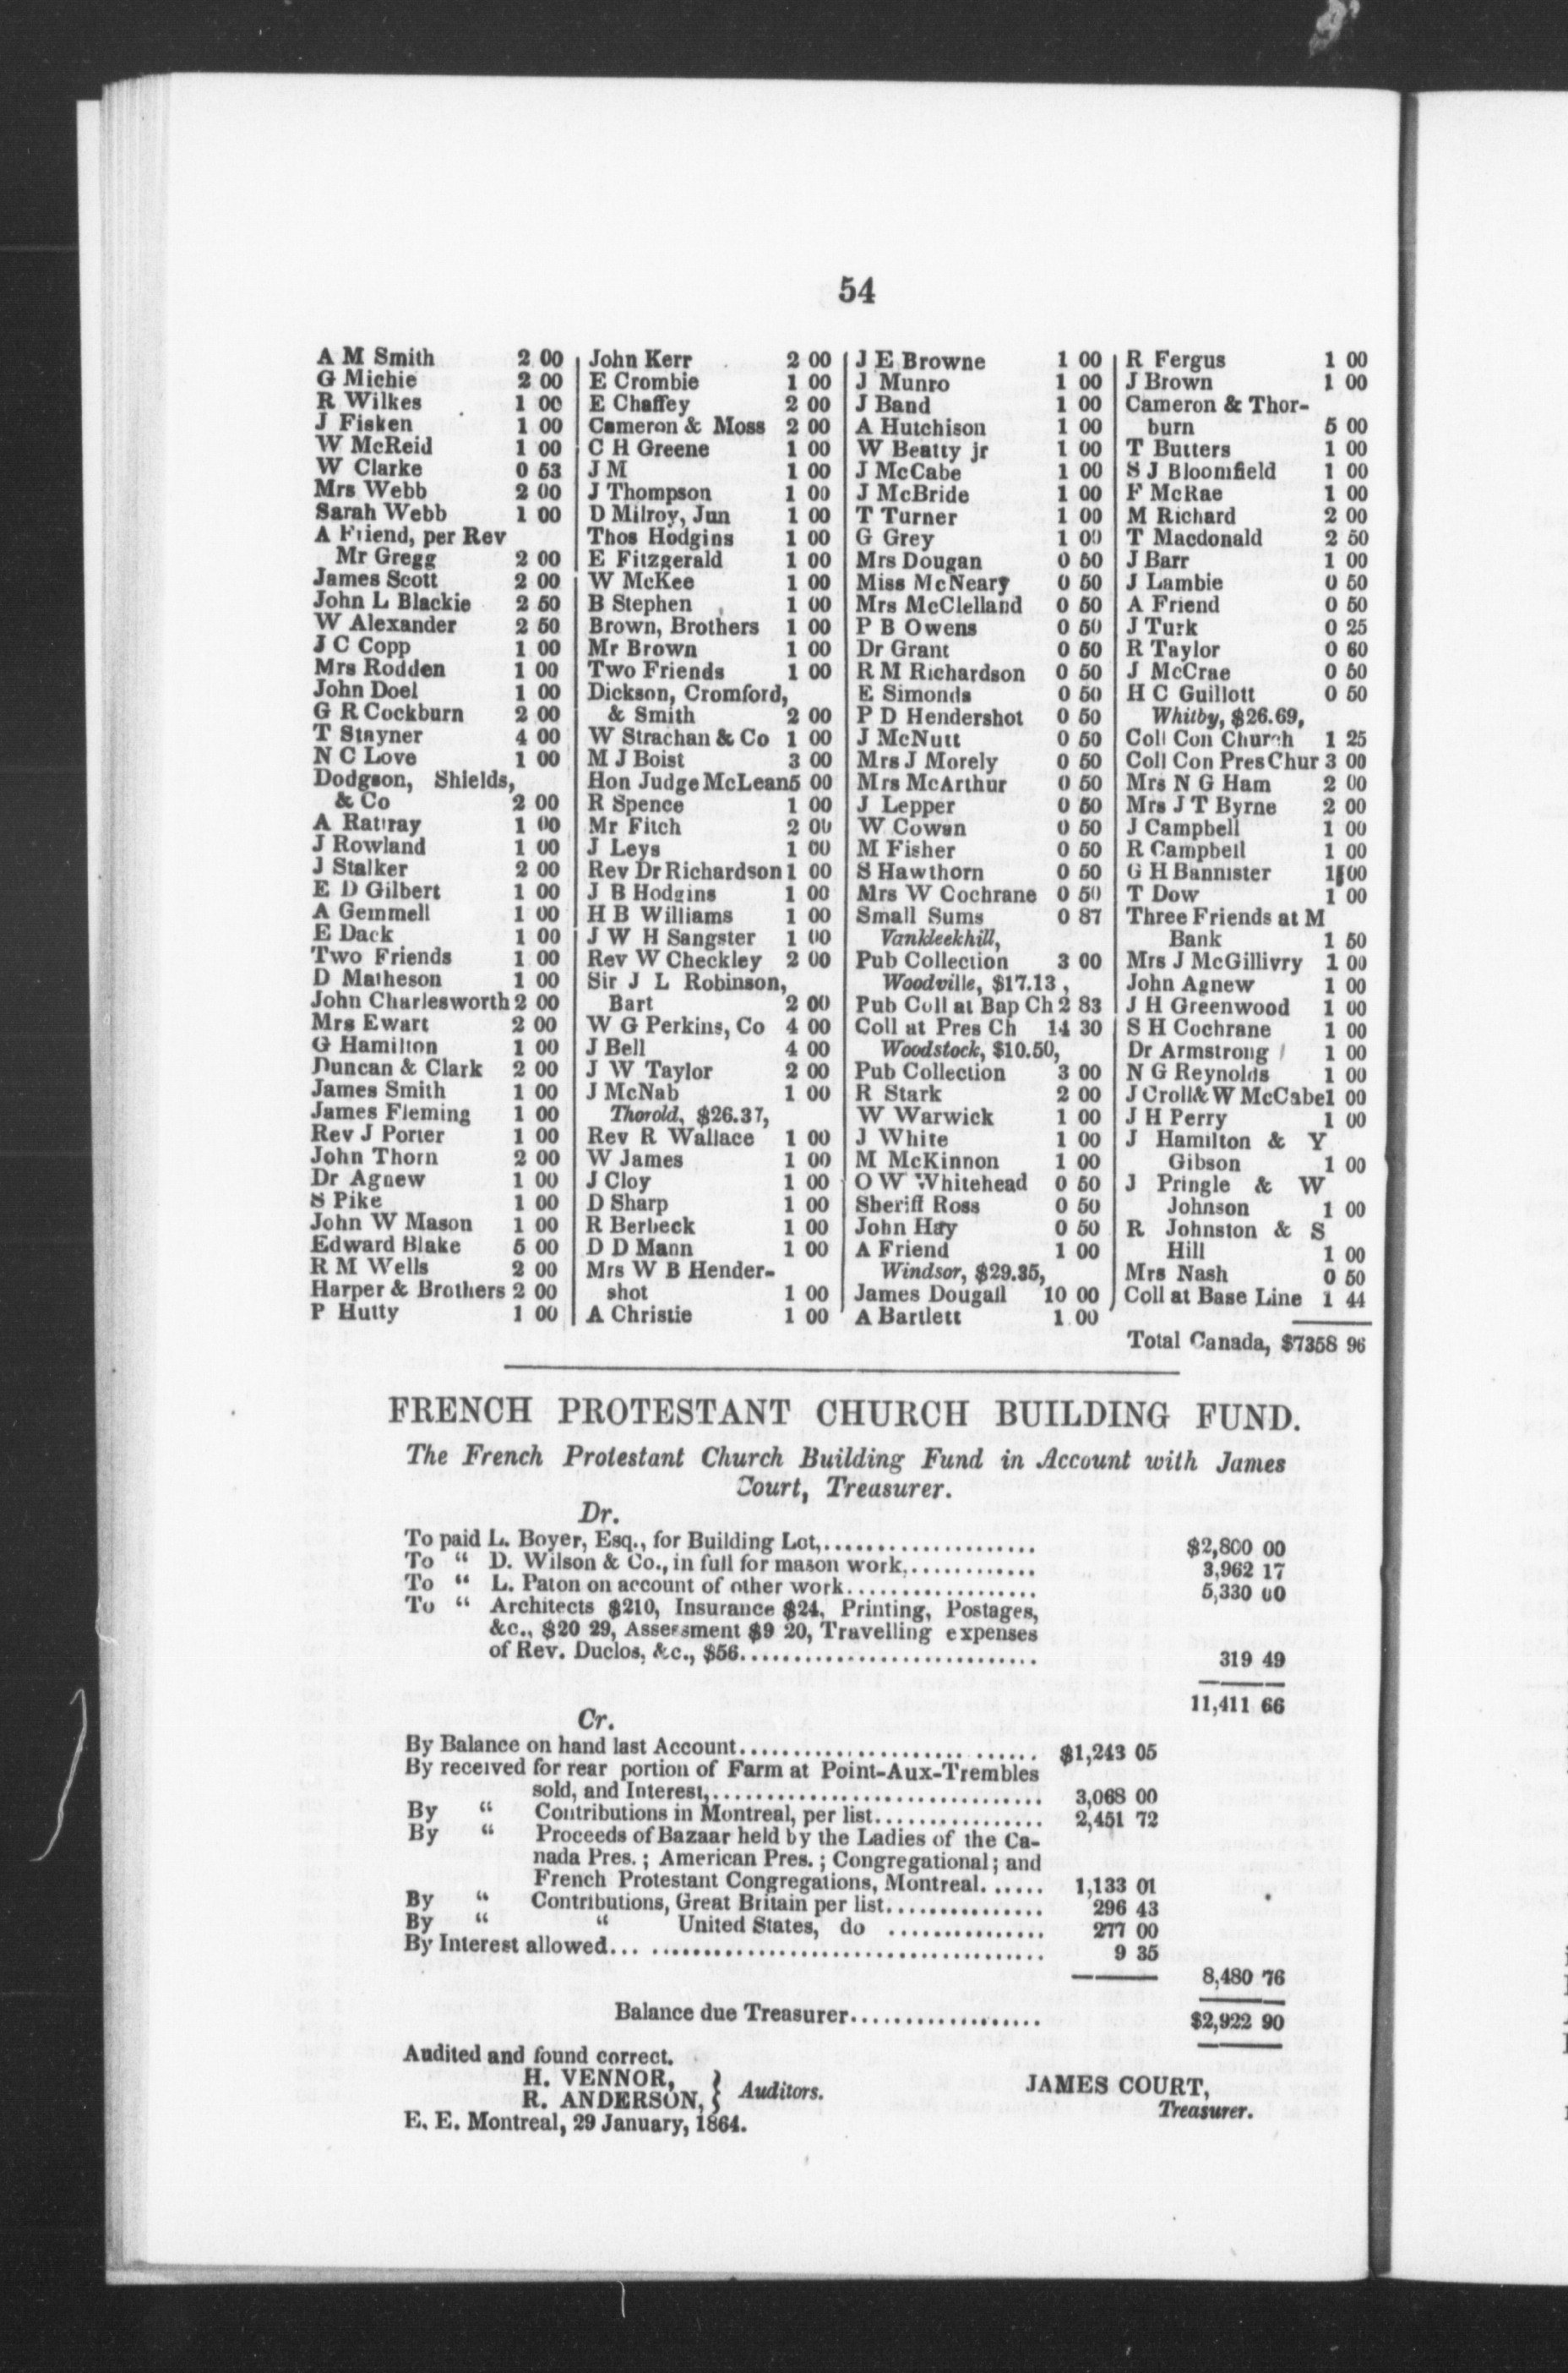 54
A M Smith 2 00
G Michie 2 00
R Wilkes 1 00
J Fisken 1 00
W McReid 1 00
W Clarke 0 53
Mrs Webb 2 00
Sarah Webb 1 00
A Friend, per Rev
Mr Gregg 2 00
James Scott 2 00
John L Blackie 2 50
W Alexander 2 50
J C Copp 1 00
Mrs Rodden 1 00
John Doel 1 00
G R Cockburn 2 00
T Stayner 4 00
N C Love 1 00
Dodgson, Shields,
& Co 2 00
A Rattray 1 00
J Rowland 1 00
J Stalker 2 00
E D Gilbert 1 00
A Gemmell 1 00
E Dack 1 00
Two Friends 1 00
D Matheson 1 00
John Charlesworth 2 00
Mrs Ewart 2 00
G Hamilton 1 00
Duncan & Clark 2 00
James Smith 1 00
James Fleming 1 00
Rev J Porter 1 00
John Thorn 2 00
Dr Agnew 1 00
S Pike 1 00
John W Mason 1 00
Edward Blake 5 00
R M Wells 2 00
Harper & Brothers 2 00
P Hutty 1 00
John Kerr 2 00
E Crombie 1 00
E Chaffey 2 00
Cameron & Moss 2 00
C H Greene 1 00
J M 1 00
J Thompson 1 00
D Milroy, Jun 1 00
Thos Hodgins 1 00
E Fitzgerald 1 00
W McKee 1 00
B Stephen 1 00
Brown, Brothers 1 00
Mr Brown 1 00
Two Friends 1 00
Dickson, Cromford,
& Smith 2 00
W Strachan & Co 1 00
M J Boist 3 00
Hon Judge McLean 5 00
R Spence 1 00
Mr Fitch 2 00
J Leys 1 00
Rev Dr Richardson 1 00
J B Hodgins 1 00
H B Williams 1 00
J W H Sangster 1 00
Rev W Checkley 2 00
Sir J L Robinson,
Bart 2 00
W G Perkins, Co 4 00
J Bell 4 00
J W Taylor 2 00
J McNab 1 00
Thorold, $26.37,
Rev R Wallace 1 00
W James 1 00
J Cloy 1 00
D Sharp 1 00
R Berbeck 1 00
D D Mann 1 00
Mrs W B Hender-
shot 1 00
A Christie 1 00
J E Browne 1 00
J Munro 1 00
J Band 1 00
A Hutchison 1 00
W Beatty jr 1 00
J McCabe 1 00
J McBride 1 00
T Turner 1 00
G Grey 1 00
Mrs Dougan 0 50
Miss McNeary 0 50
Mrs McClelland 0 50
P B Owens 0 50
Dr Grant 0 50
R M Richardson 0 50
E Simonds 0 50
P D Hendershot 0 50
J McNutt 0 50
Mrs J Morely 0 50
Mrs McArthur 0 50
J Lepper 0 50
W Cowan 0 50
M Fisher 0 50
S Hawthorn 0 50
Mrs W Cochrane 0 50
Small Sums 0 87
Vankleekhill,
Pub Collection 3 00
Woodville, $17.13,
Pub Coll at Bap Ch 2 83
Coll at Pres Ch 14 30
Woodstock, $10.50,
Pub Collection 3 00
R Stark 2 00
W Warwick 1 00
J White 1 00
M McKinnon 1 00
O W Whitehead 0 50
Sheriff Ross 0 50
John Hay 0 50
A Friend 1 00
Windsor, $29.35,
James Dougall 10 00
A Bartlett 1 00
R Fergus 1 00
J Brown 1 00
Cameron & Thor-
burn 5 00
T Butters 1 00
S J Bloomfield 1 00
F McRae 1 00
M Richard 2 00
T Macdonald 2 50
J Barr 1 00
J Lambie 0 50
A Friend 0 50
J Turk 0 25
R Taylor 0 60
J McCrae 0 50
H C Guillott 0 50
Whitby, $26.69,
Coll Con Church 1 25
Coll Con Pres Chur 3 00
Mrs N G Ham 2 00
Mrs J T Byrne 2 00
J Campbell 1 00
R Campbell 1 00
G H Bannister 1 00
T Dow 1 00
Three Friends at M
Bank 1 50
Mrs J McGillivry 1 00
John Agnew 1 00
J H Greenwood 1 00
S H Cochrane 1 00
Dr Armstrong 1 00
N G Reynolds 1 00
J Croll & W McCabe 1 00
J H Perry 1 00
J Hamilton & Y
Gibson 1 00
J Pringle & W
Johnson 1 00
R Johnston & S
Hill 1 00
Mrs Nash 0 50
Coll at Base Line 1 44
Total Canada, $7358 96
FRENCH PROTESTANT CHURCH BUILDING FUND.
The French Protestant Church Building Fund in Account with James
Court, Treasurer.
Dr.
To paid L. Boyer, Esq., for Building Lot,.................... $2,800 00
To " D. Wilson & Co., in full for mason work,............ 3,962 17
To " L. Paton on account of other work.................. 5,330 00
To " Architects $210, Insurance $24, Printing, Postages,
&c., $20 29, Assessment $9 20, Travelling expenses
of Rev. Duclos, &c., $56............................ 319 49
11,411 66
Cr.
By Balance on hand last Account............................ $1,243 05
By received for rear portion of Farm at Point-Aux-Trembles
sold, and Interest,............................... 3,068 00
By " Contributions in Montreal, per list................ 2,451 72
By " Proceeds of Bazaar held by the Ladies of the Ca-
nada Pres.; American Pres.; Congregational; and
French Protestant Congregations, Montreal...... 1,133 01
By " Contributions, Great Britain per list............... 296 43
By " " United States, do ............... 277 00
By Interest allowed... ..................................... 9 35
8,480 76
Balance due Treasurer.................. $2,922 90
Audited and found correct.
H. VENNOR,
R. ANDERSON, } Auditors.
JAMES COURT,
Treasurer.
E. E. Montreal, 29 January, 1864.